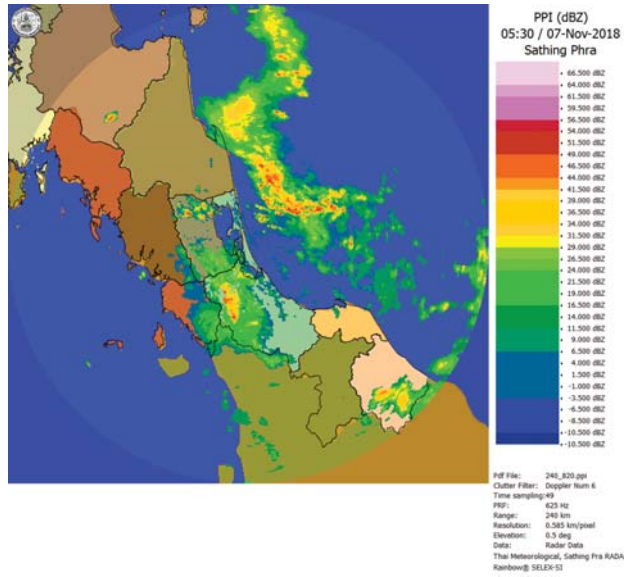 PPI (dBZ)
05:30 / 07-Nov-2018
Sathing Phra
66.500 dBZ
64.000 dBZ
61.500 dBZ
59.500 dBZ
56.500 dBZ
54.000 dBZ
51.500 dBZ
49.000 dBZ
46.500 dBZ
44.000 dBZ
41.500 dBZ
39.000 dBZ
36.500 dBZ
34.000 dBZ
31.500 dBZ
29.000 dBZ
26.500 dBZ
24.000 dBZ
21.500 dBZ
19.000 dBZ
16.500 dBZ
14.000 dBZ
11.500 dBZ
9.000 dBZ
6.500 dBZ
4.000 dBZ
1.500 dBZ
-1.000 dBZ
-3.500 dBZ
-6.500 dBZ
-8.500 dBZ
-10.500 dBZ
-10.500 dBZ
Pdf File: 240_820.ppi
Clutter Filter: Doppler Num 6
Time sampling:49
PRF: 625 Hz
Range: 240 km
Resolution: 0.585 km/pixel
Elevation: 0.5 deg
Data: Radar Data
Thai Meteorological, Sathing Pra RADA
Rainbow® SELEX-SI